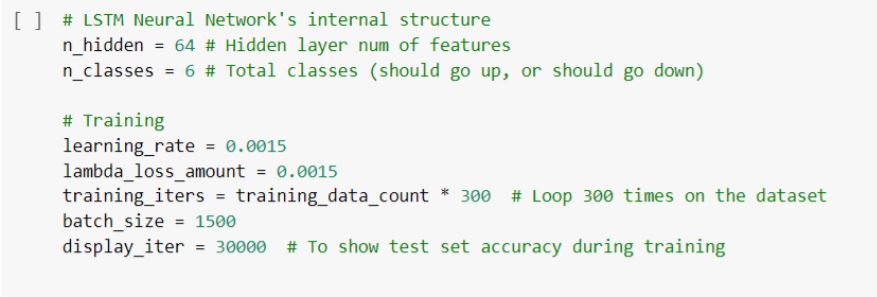 [ ] # LSTM Neural Network's internal structure
n_hidden = 64 # Hidden layer num of features
n_classes = 6 # Total classes (should go up, or should go down)
# Training
learning_rate = 0.0015
lambda_loss_amount = 0.0015
training_iters = training_data_count * 300  # Loop 300 times on the dataset
batch_size = 1500
display_iter = 30000  # To show test set accuracy during training